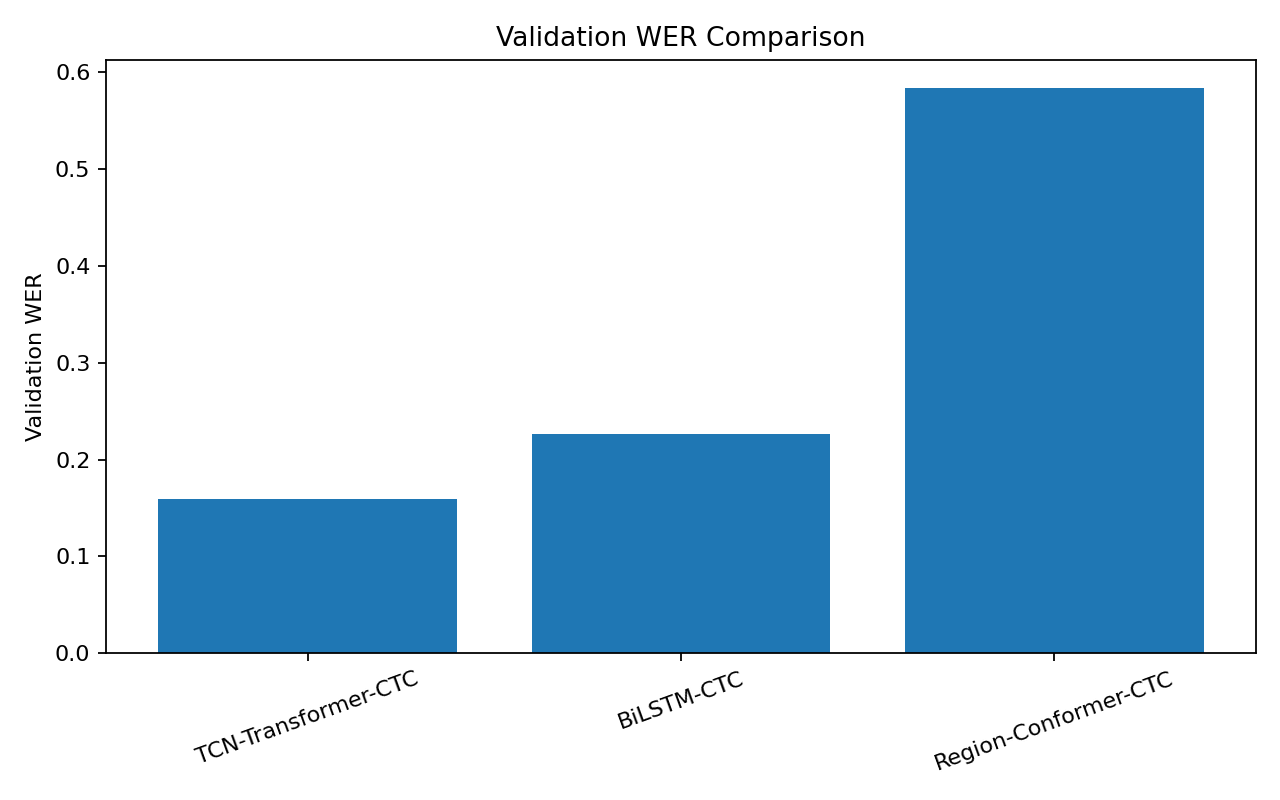 Validation WER Comparison
Validation WER
0.6
0.5
0.4
0.3
0.2
0.1
0.0
TCN-Transformer-CTC
BiLSTM-CTC
Region-Conformer-CTC